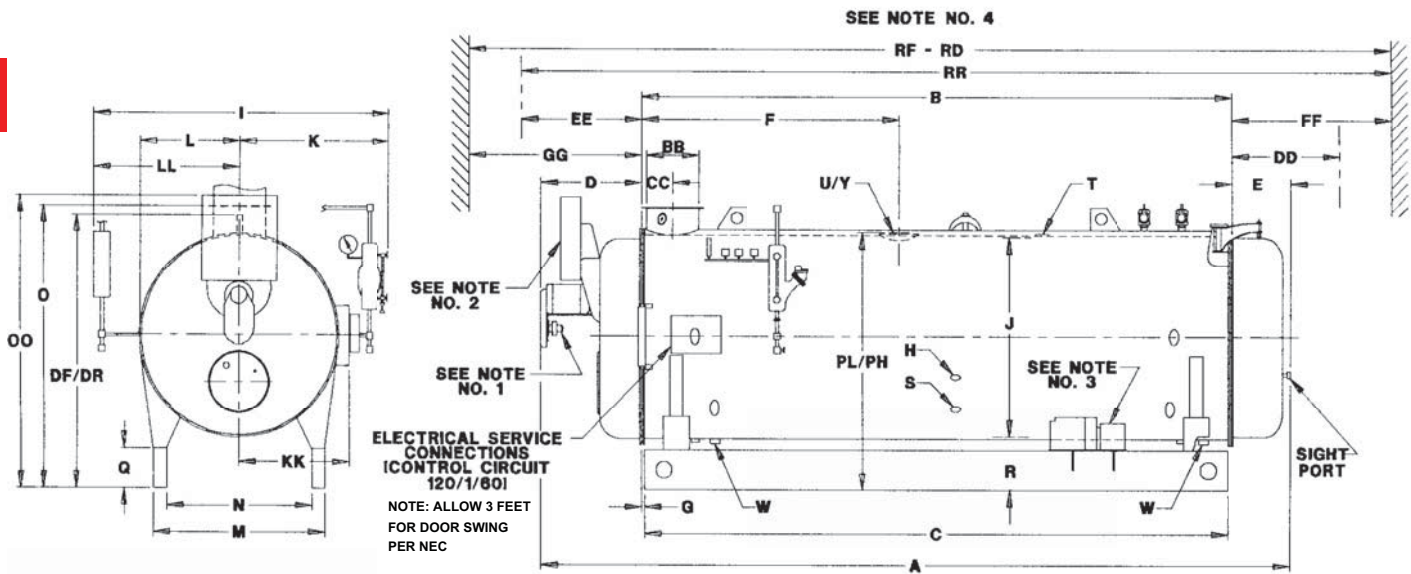 SEE NOTE NO. 4
RF - RD
RR
I
B
L
K
EE
F
FF
LL
GG
BB
DD
D
CC
E
U/Y
T
SEE NOTE
NO. 2
O
OO
DF/DR
J
PL/PH
H
S
SEE NOTE
NO. 1
SEE NOTE
NO. 3
ELECTRICAL SERVICE
CONNECTIONS
[CONTROL CIRCUIT
120/1/60]
Q
KK
R
SIGHT
PORT
N
M
NOTE: ALLOW 3 FEET
FOR DOOR SWING
PER NEC
G
W
W
C
A